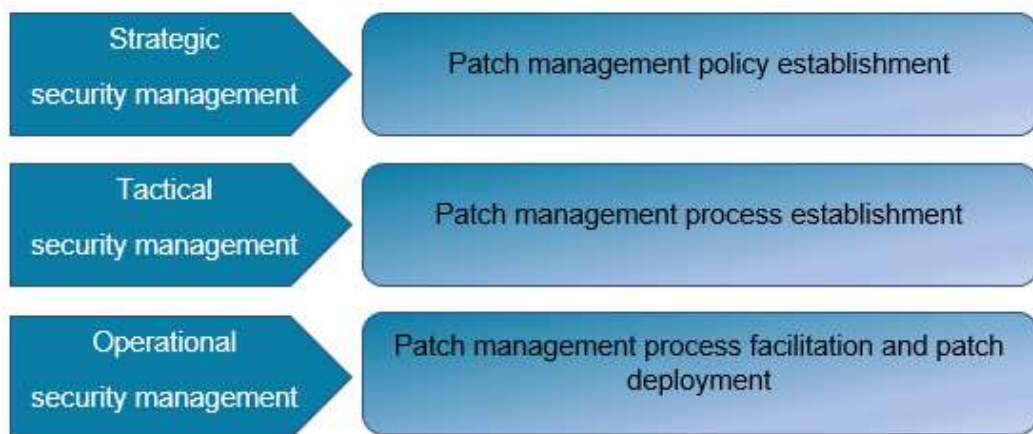 Strategic
security management
Patch management policy establishment
Tactical
security management
Patch management process establishment
Operational
security management
Patch management process facilitation and patch
deployment